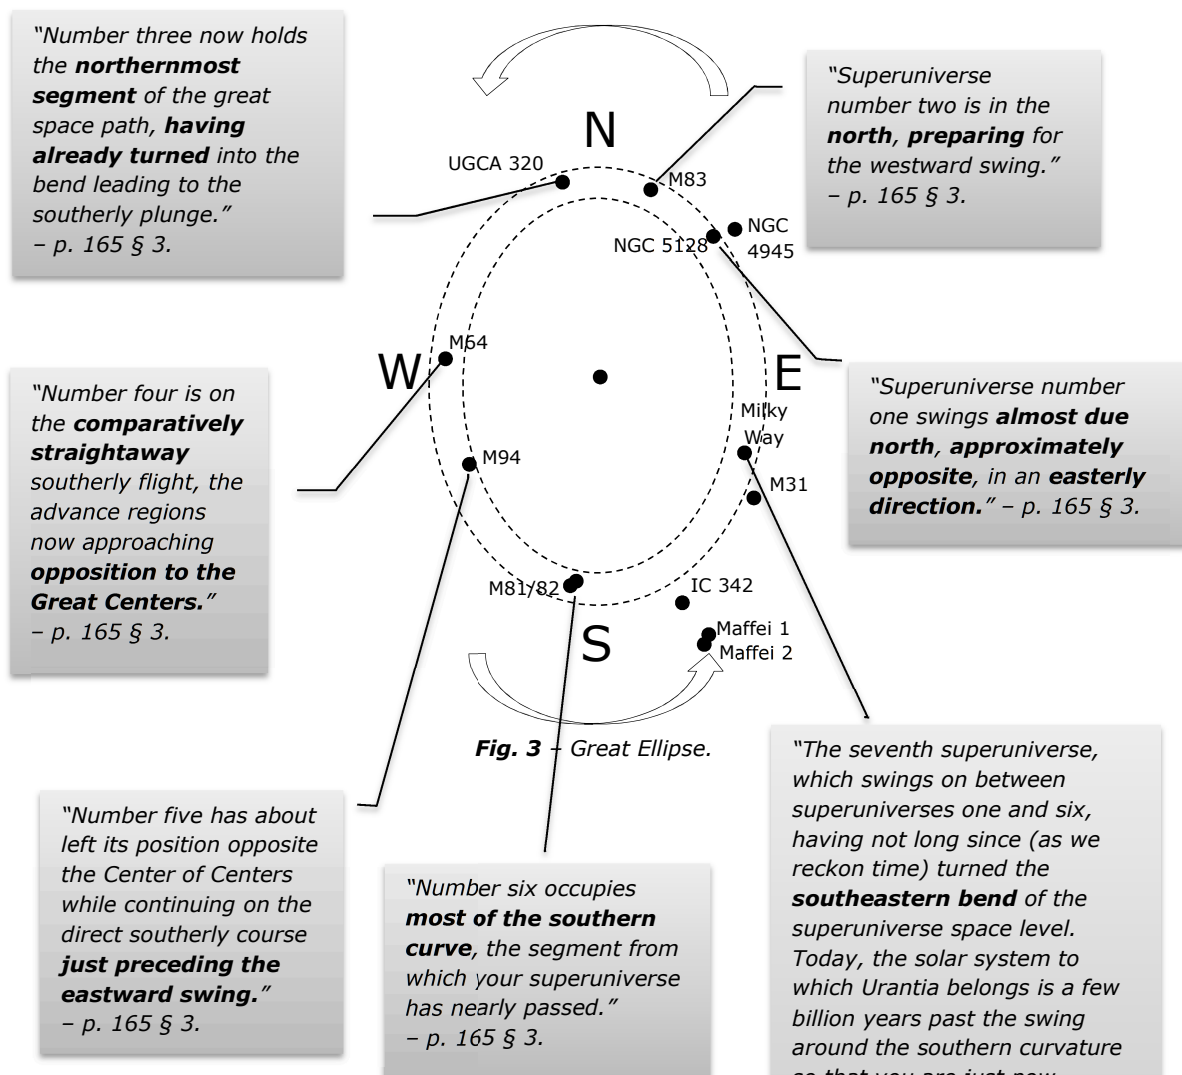 “Number three now holds
the northernmost
segment of the great
space path, having
already turned into the
bend leading to the
southerly plunge.”
– p. 165 § 3.
“Superuniverse
number two is in the
north, preparing for
the westward swing.”
– p. 165 § 3.
N
UGCA 320
M83
NGC 5128
NGC
4945
M64
W
E
“Number four is on
the comparatively
straightaway
southerly flight, the
advance regions
now approaching
opposition to the
Great Centers.”
– p. 165 § 3.
“Superuniverse number
one swings almost due
north, approximately
opposite, in an easterly
direction.” – p. 165 § 3.
Milky
Way
M94
M31
M81/82
IC 342
S
Maffei 1
Maffei 2
Fig. 3 – Great Ellipse.
“Number five has about
left its position opposite
the Center of Centers
while continuing on the
direct southerly course
just preceding the
eastward swing.”
– p. 165 § 3.
“Number six occupies
most of the southern
curve, the segment from
which your superuniverse
has nearly passed.”
– p. 165 § 3.
“The seventh superuniverse,
which swings on between
superuniverses one and six,
having not long since (as we
reckon time) turned the
southeastern bend of the
superuniverse space level.
Today, the solar system to
which Urantia belongs is a few
billion years past the swing
around the southern curvature
so that you are just now